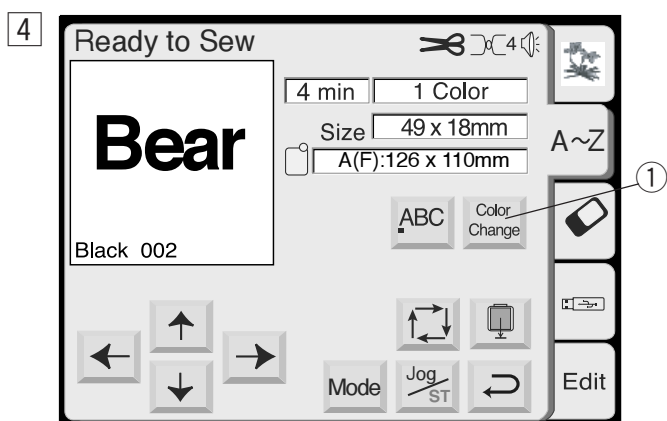 4
Ready to Sew
4
4 min
1 Color
Size
49 x 18mm
A(F):126 x 110mm
Bear
Black 002
ABC
Color
Change
A~Z
1
Mode
Jog
ST
Edit